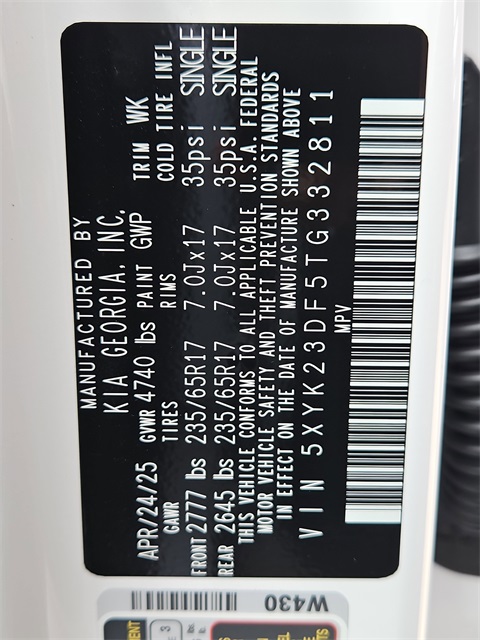 MANUFACTURED BY
KIA GEORGIA, INC.
APR/24/25 GVWR 4740 lbs PAINT GWP TRIM WK
GAWR TIRES RIMS COLD TIRE INFL
FRONT 2777 lbs 235/65R17 7.0Jx17 35psi SINGLE
REAR 2645 lbs 235/65R17 7.0Jx17 35psi SINGLE
THIS VEHICLE CONFORMS TO ALL APPLICABLE U.S.A. FEDERAL
MOTOR VEHICLE SAFETY AND THEFT PREVENTION STANDARDS
IN EFFECT ON THE DATE OF MANUFACTURE SHOWN ABOVE
VIN 5XYK23DF5TG332811
MPV
W430